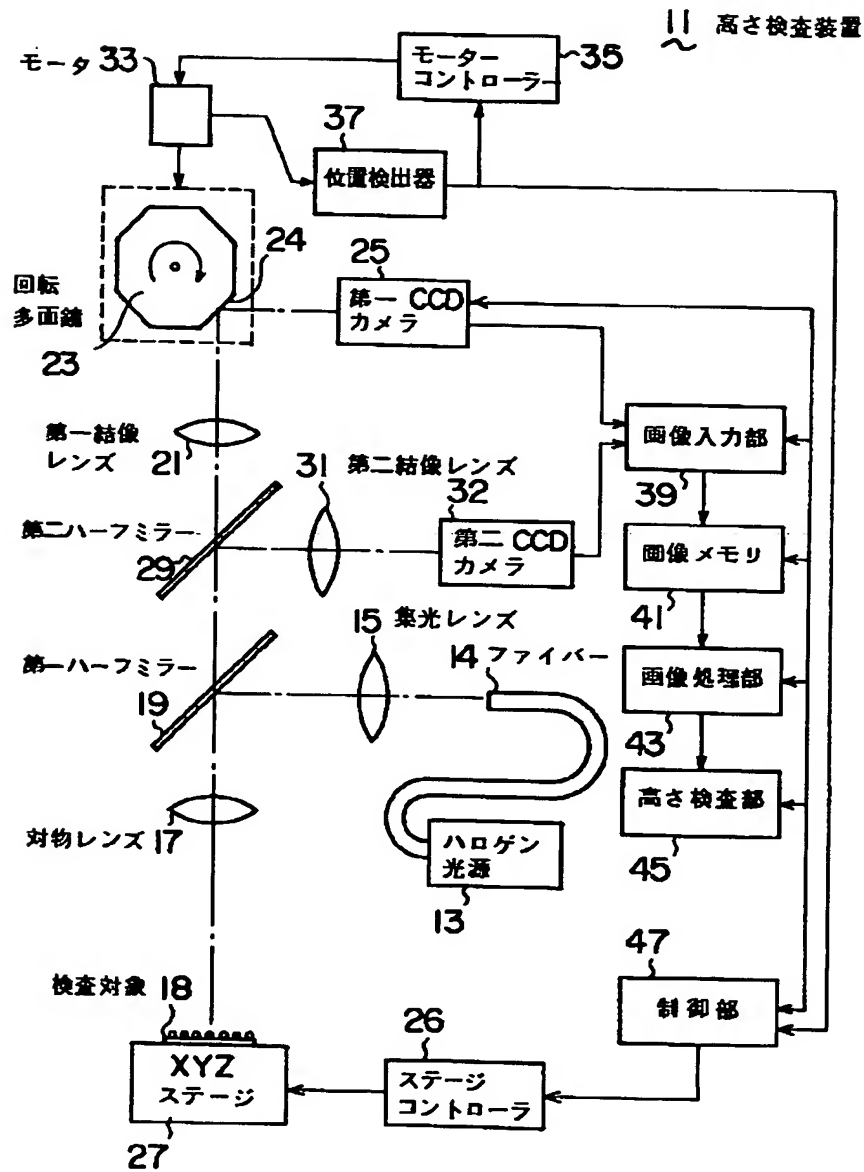 11 高さ検査装置
モータ 33
モーター
コントローラー
35
37
位置検出器
24
回転
多面鏡
23
25
第一 CCD
カメラ
第一結像
レンズ
21
31 第二結像レンズ
32
第二 CCD
カメラ
画像入力部
39
第二ハーフミラー
29
画像メモリ
41
15 集光レンズ
14 ファイバー
第一ハーフミラー
19
画像処理部
43
高さ検査部
45
対物レンズ 17
ハロゲン
光源
13
47
制御部
検査対象 18
XYZ
ステージ
27
26
ステージ
コントローラ